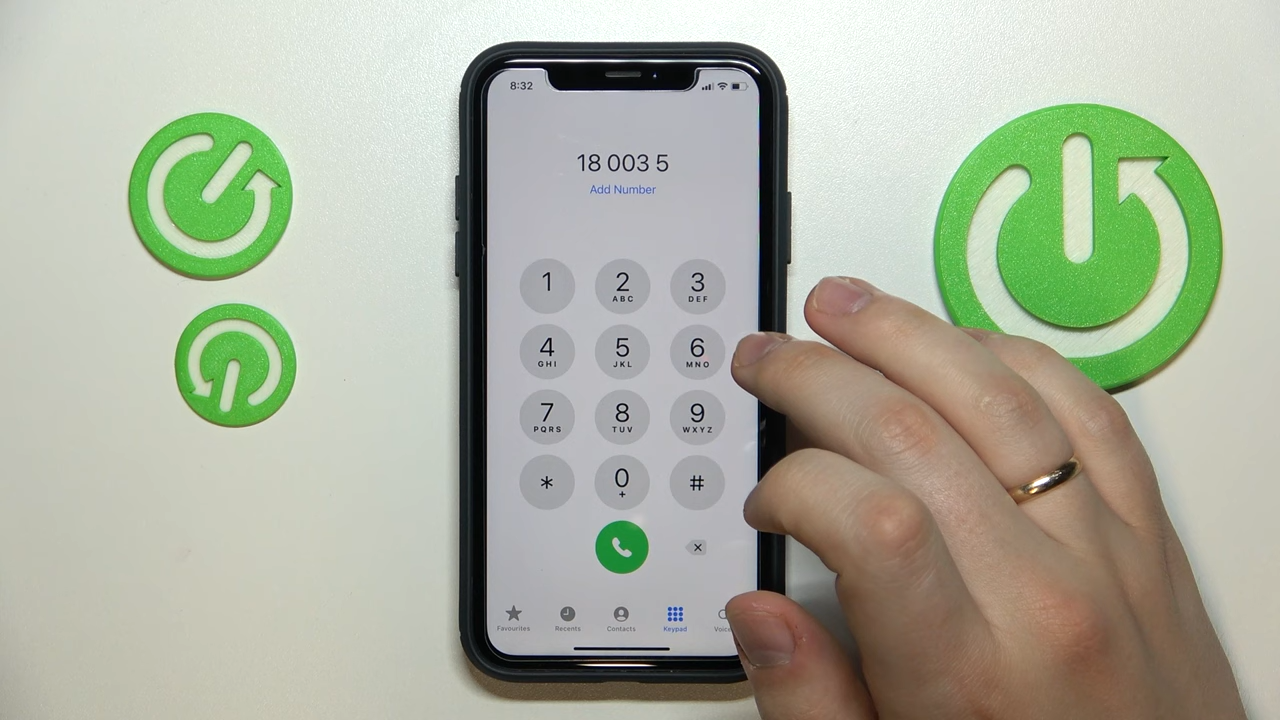 8:32
18 003 5
Add Number
1 2 3
ABC DEF
4 5 6
GHI JKL MNO
7 8 9
PQRS TUV WXYZ
* 0 #
+
Favourites Recents Contacts Keypad